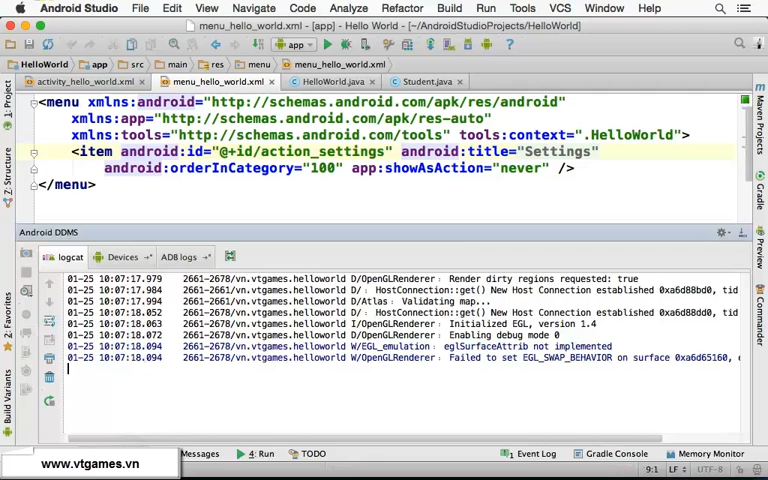 Android Studio File Edit View Navigate Code Analyze Refactor Build Run Tools VCS Window Help
menu_hello_world.xml - [app] - Hello World - [~/AndroidStudioProjects/HelloWorld]
app
HelloWorld app src main res menu menu_hello_world.xml
activity_hello_world.xml menu_hello_world.xml HelloWorld.java Student.java
<menu xmlns:android="http://schemas.android.com/apk/res/android"
xmlns:app="http://schemas.android.com/apk/res-auto"
xmlns:tools="http://schemas.android.com/tools" tools:context=".HelloWorld">
<item android:id="@+id/action_settings" android:title="Settings"
android:orderInCategory="100" app:showAsAction="never" />
</menu>
Android DDMS
logcat Devices ADB logs
01-25 10:07:17.979 2661-2678/vn.vtgames.helloworld D/OpenGLRenderer: Render dirty regions requested: true
01-25 10:07:17.984 2661-2661/vn.vtgames.helloworld D/: HostConnection::get() New Host Connection established 0xa6d88bd0, tid
01-25 10:07:17.991 2661-2661/vn.vtgames.helloworld D/Atlas: Validating map...
01-25 10:07:18.052 2661-2678/vn.vtgames.helloworld D/: HostConnection::get() New Host Connection established 0xa6d88dd0, tid
01-25 10:07:18.063 2661-2678/vn.vtgames.helloworld I/OpenGLRenderer: Initialized EGL, version 1.4
01-25 10:07:18.072 2661-2678/vn.vtgames.helloworld D/OpenGLRenderer: Enabling debug mode 0
01-25 10:07:18.094 2661-2678/vn.vtgames.helloworld W/EGL_emulation: eglSurfaceAttrib not implemented
01-25 10:07:18.094 2661-2678/vn.vtgames.helloworld W/OpenGLRenderer: Failed to set EGL_SWAP_BEHAVIOR on surface 0xa6d65160,
1: Project
7: Structure
2: Favorites
Build Variants
Maven Projects
Gradle
Preview
Commander
Messages 4: Run TODO Event Log Gradle Console Memory Monitor
9:1 LF UTF-8
www.vtgames.vn